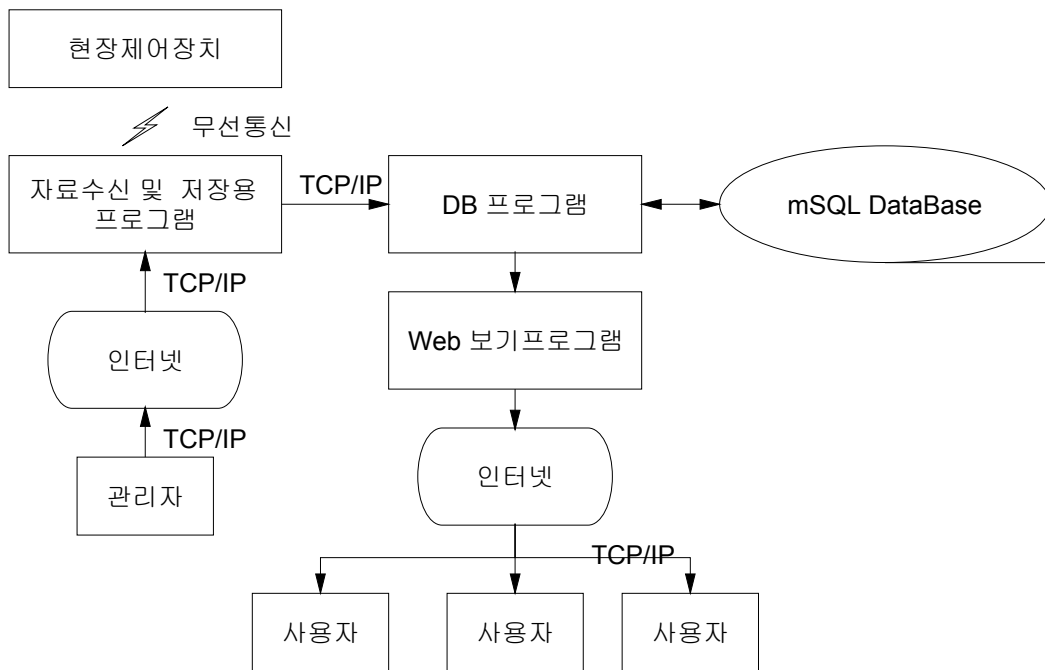 현장제어장치
무선통신
자료수신 및 저장용
프로그램
TCP/IP
DB 프로그램
mSQL DataBase
TCP/IP
Web 보기프로그램
인터넷
TCP/IP
관리자
인터넷
TCP/IP
사용자
사용자
사용자